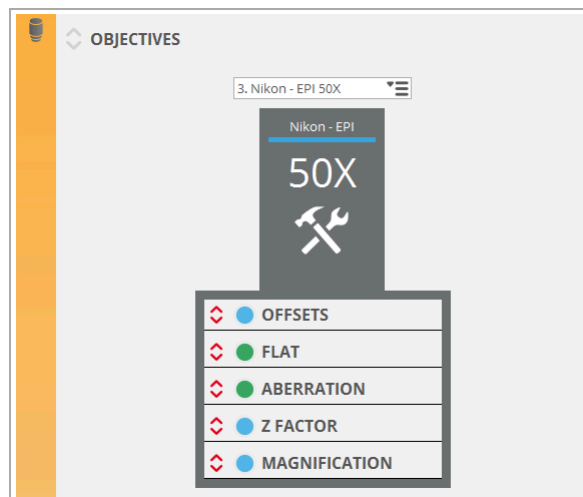 OBJECTIVES
3. Nikon - EPI 50X
Nikon - EPI
50X
OFFSETS
FLAT
ABERRATION
Z FACTOR
MAGNIFICATION